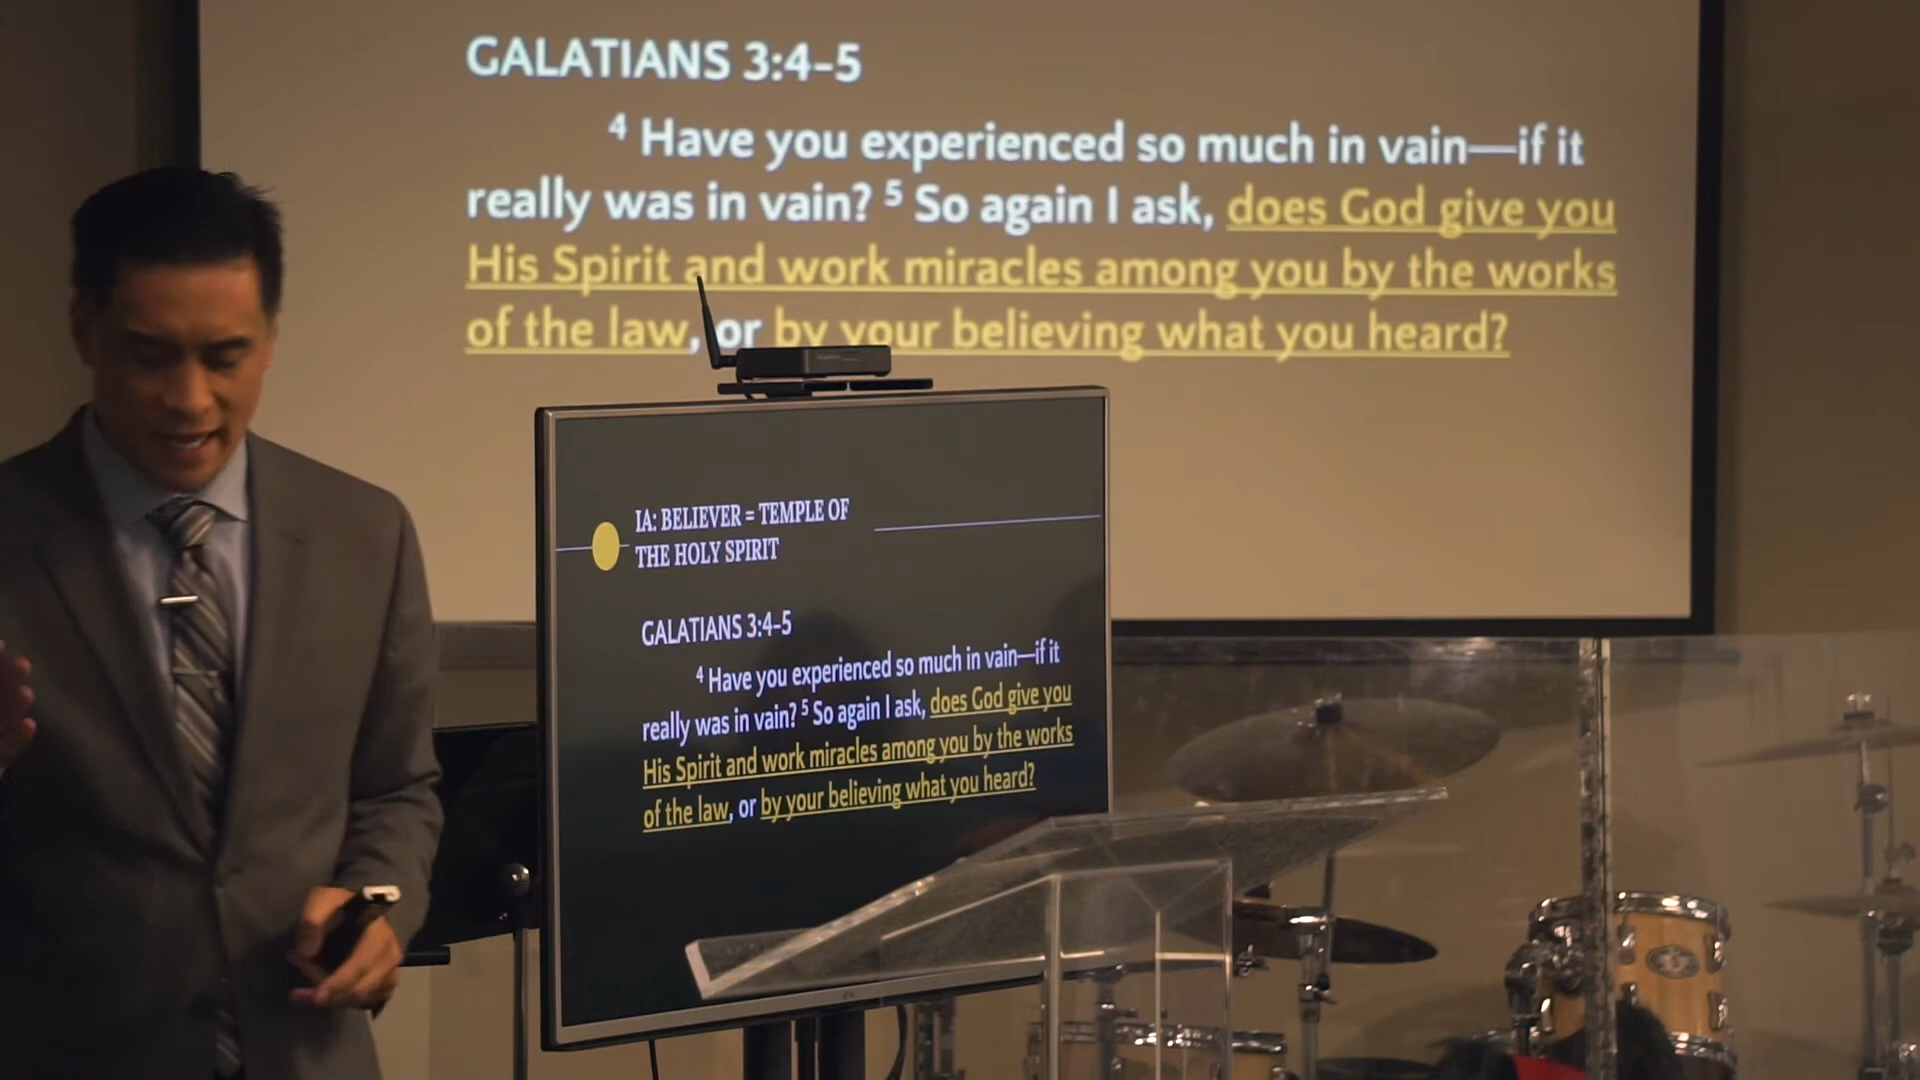 GALATIANS 3:4-5
4 Have you experienced so much in vain—if it
really was in vain? 5 So again I ask, does God give you
His Spirit and work miracles among you by the works
of the law, or by your believing what you heard?
IA: BELIEVER = TEMPLE OF
THE HOLY SPIRIT
GALATIANS 3:4-5
4 Have you experienced so much in vain—if it
really was in vain? 5 So again I ask, does God give you
His Spirit and work miracles among you by the works
of the law, or by your believing what you heard?